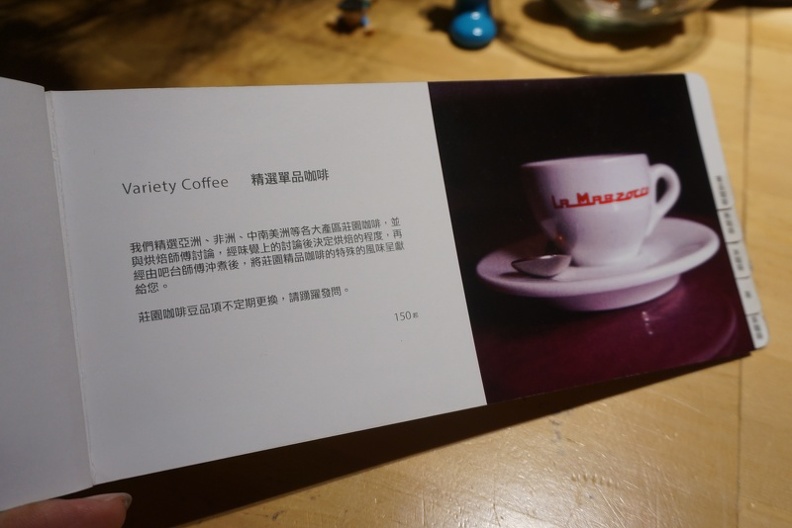 Variety Coffee 精選單品咖啡
我們精選亞洲、非洲、中南美洲等各大產區莊園咖啡，並
與烘焙師傅討論，經味覺上的討論後決定烘焙的程度，再
經由吧台師傅沖煮後，將莊園精品咖啡的特殊的風味呈獻
給您。
莊園咖啡豆品項不定期更換，請踴躍發問。
150起
La Marzocco